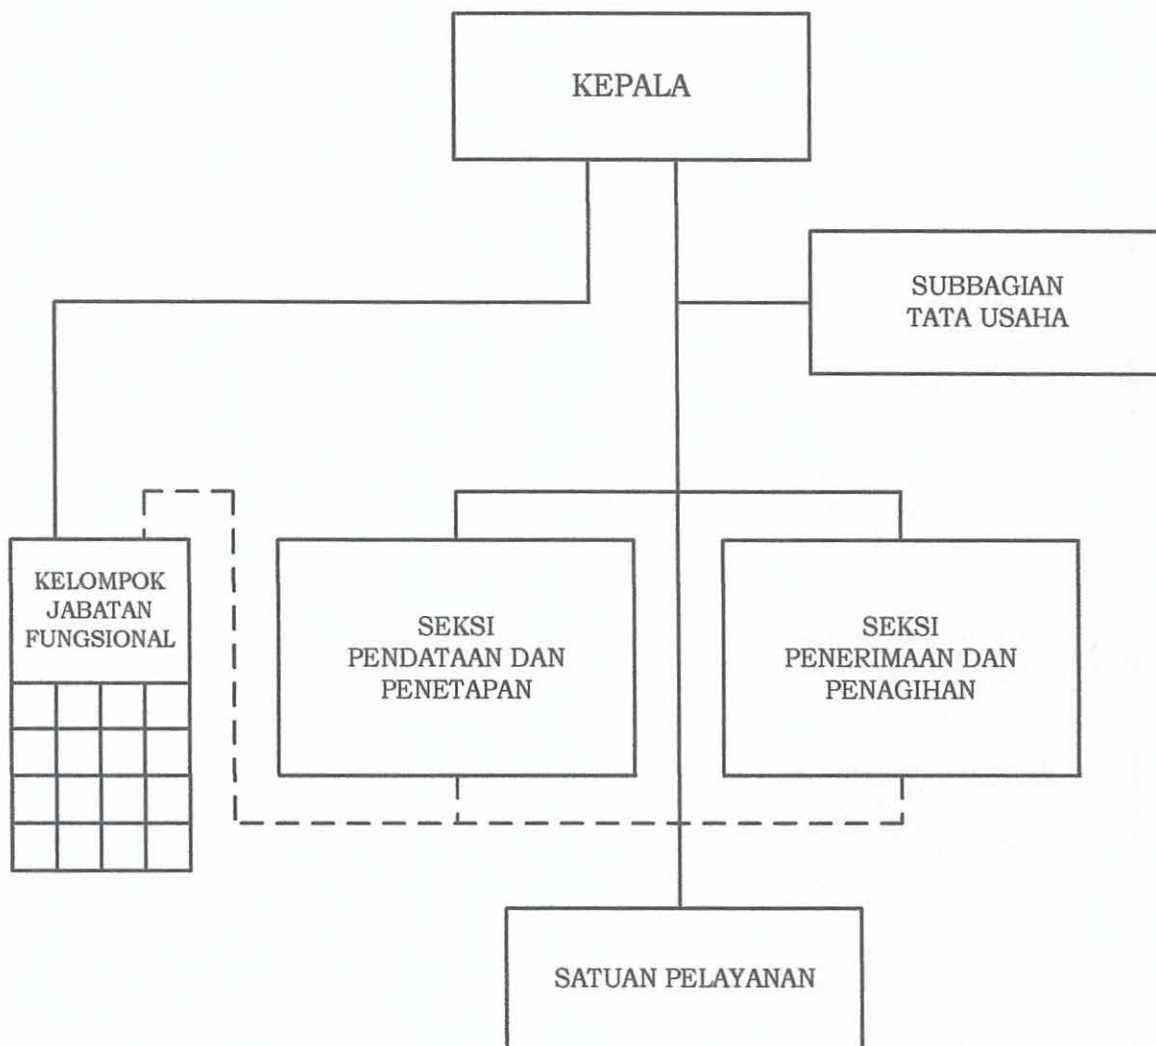 KEPALA
SUBBAGIAN
TATA USAHA
KELOMPOK
JABATAN
FUNGSIONAL
SEKSI
PENDATAAN DAN
PENETAPAN
SEKSI
PENERIMAAN DAN
PENAGIHAN
SATUAN PELAYANAN